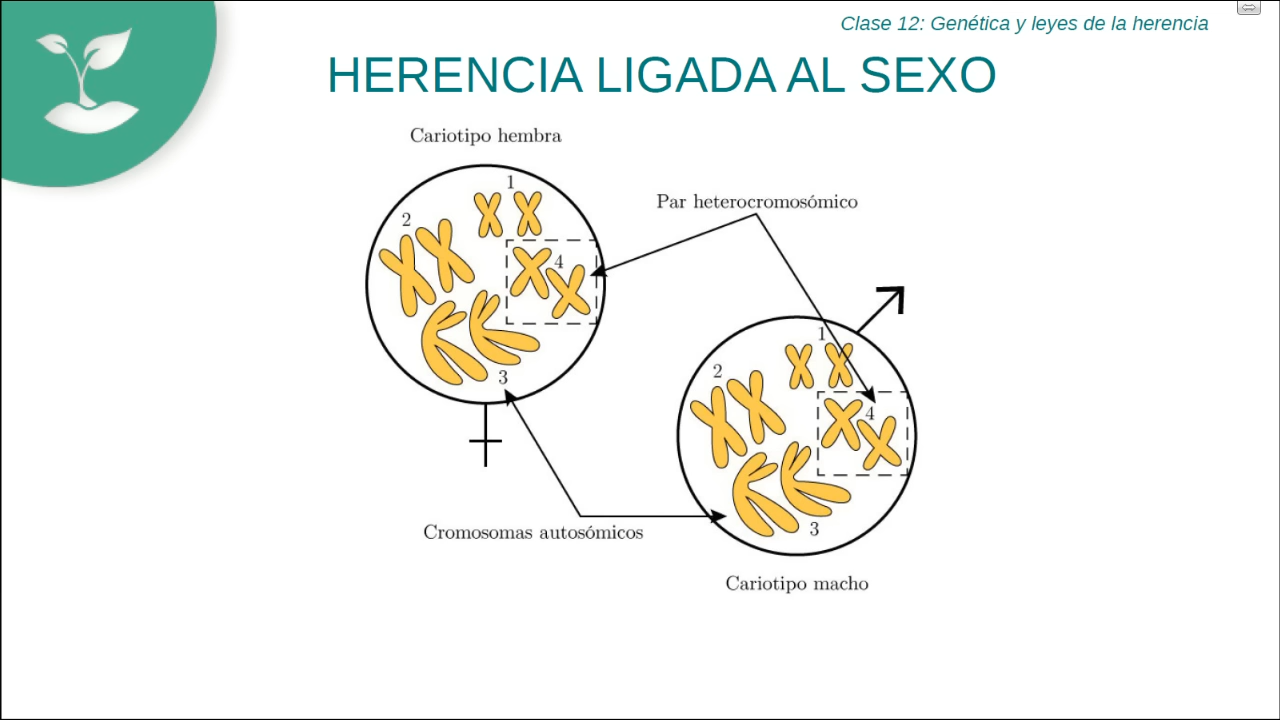 Clase 12: Genética y leyes de la herencia
HERENCIA LIGADA AL SEXO
Cariotipo hembra
1
2
4
3
Par heterocromosómico
1
2
4
3
Cromosomas autosómicos
Cariotipo macho